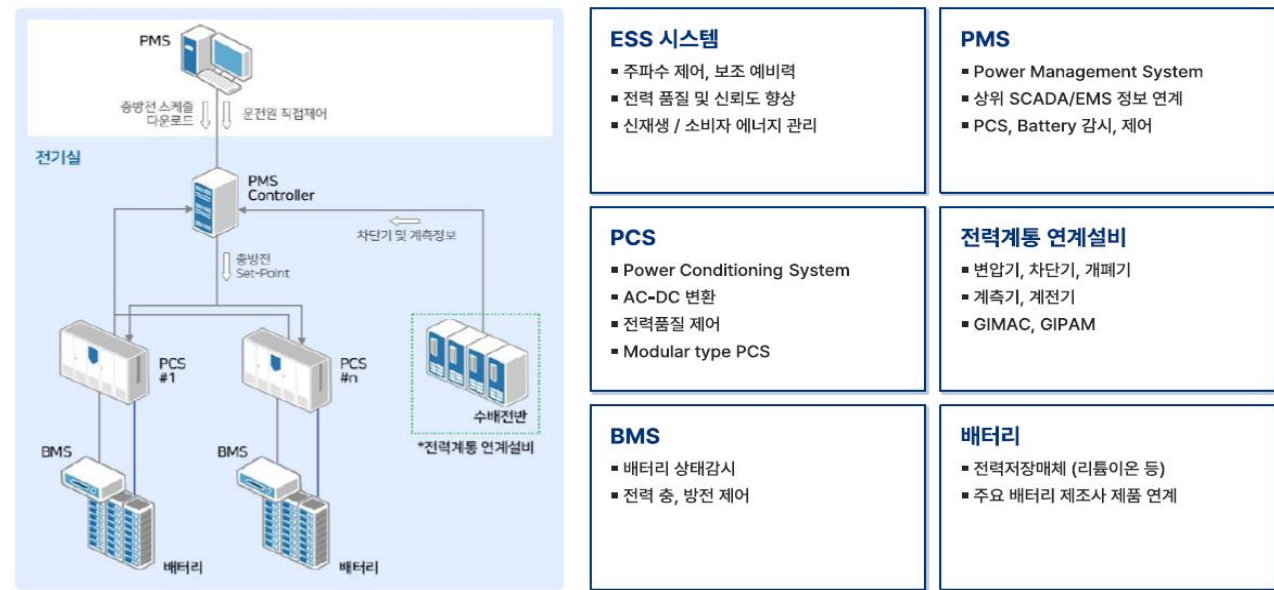 PMS
충방전 스케줄
다운로드
운전원 직접제어
전기실
PMS
Controller
차단기 및 계측정보
충방전
Set-Point
PCS
#1
PCS
#n
수배전반
*전력계통 연계설비
BMS
BMS
배터리
배터리
ESS 시스템
▪ 주파수 제어, 보조 예비력
▪ 전력 품질 및 신뢰도 향상
▪ 신재생 / 소비자 에너지 관리
PMS
▪ Power Management System
▪ 상위 SCADA/EMS 정보 연계
▪ PCS, Battery 감시, 제어
PCS
▪ Power Conditioning System
▪ AC-DC 변환
▪ 전력품질 제어
▪ Modular type PCS
전력계통 연계설비
▪ 변압기, 차단기, 개폐기
▪ 계측기, 계전기
▪ GIMAC, GIPAM
BMS
▪ 배터리 상태감시
▪ 전력 충, 방전 제어
배터리
▪ 전력저장매체 (리튬이온 등)
▪ 주요 배터리 제조사 제품 연계